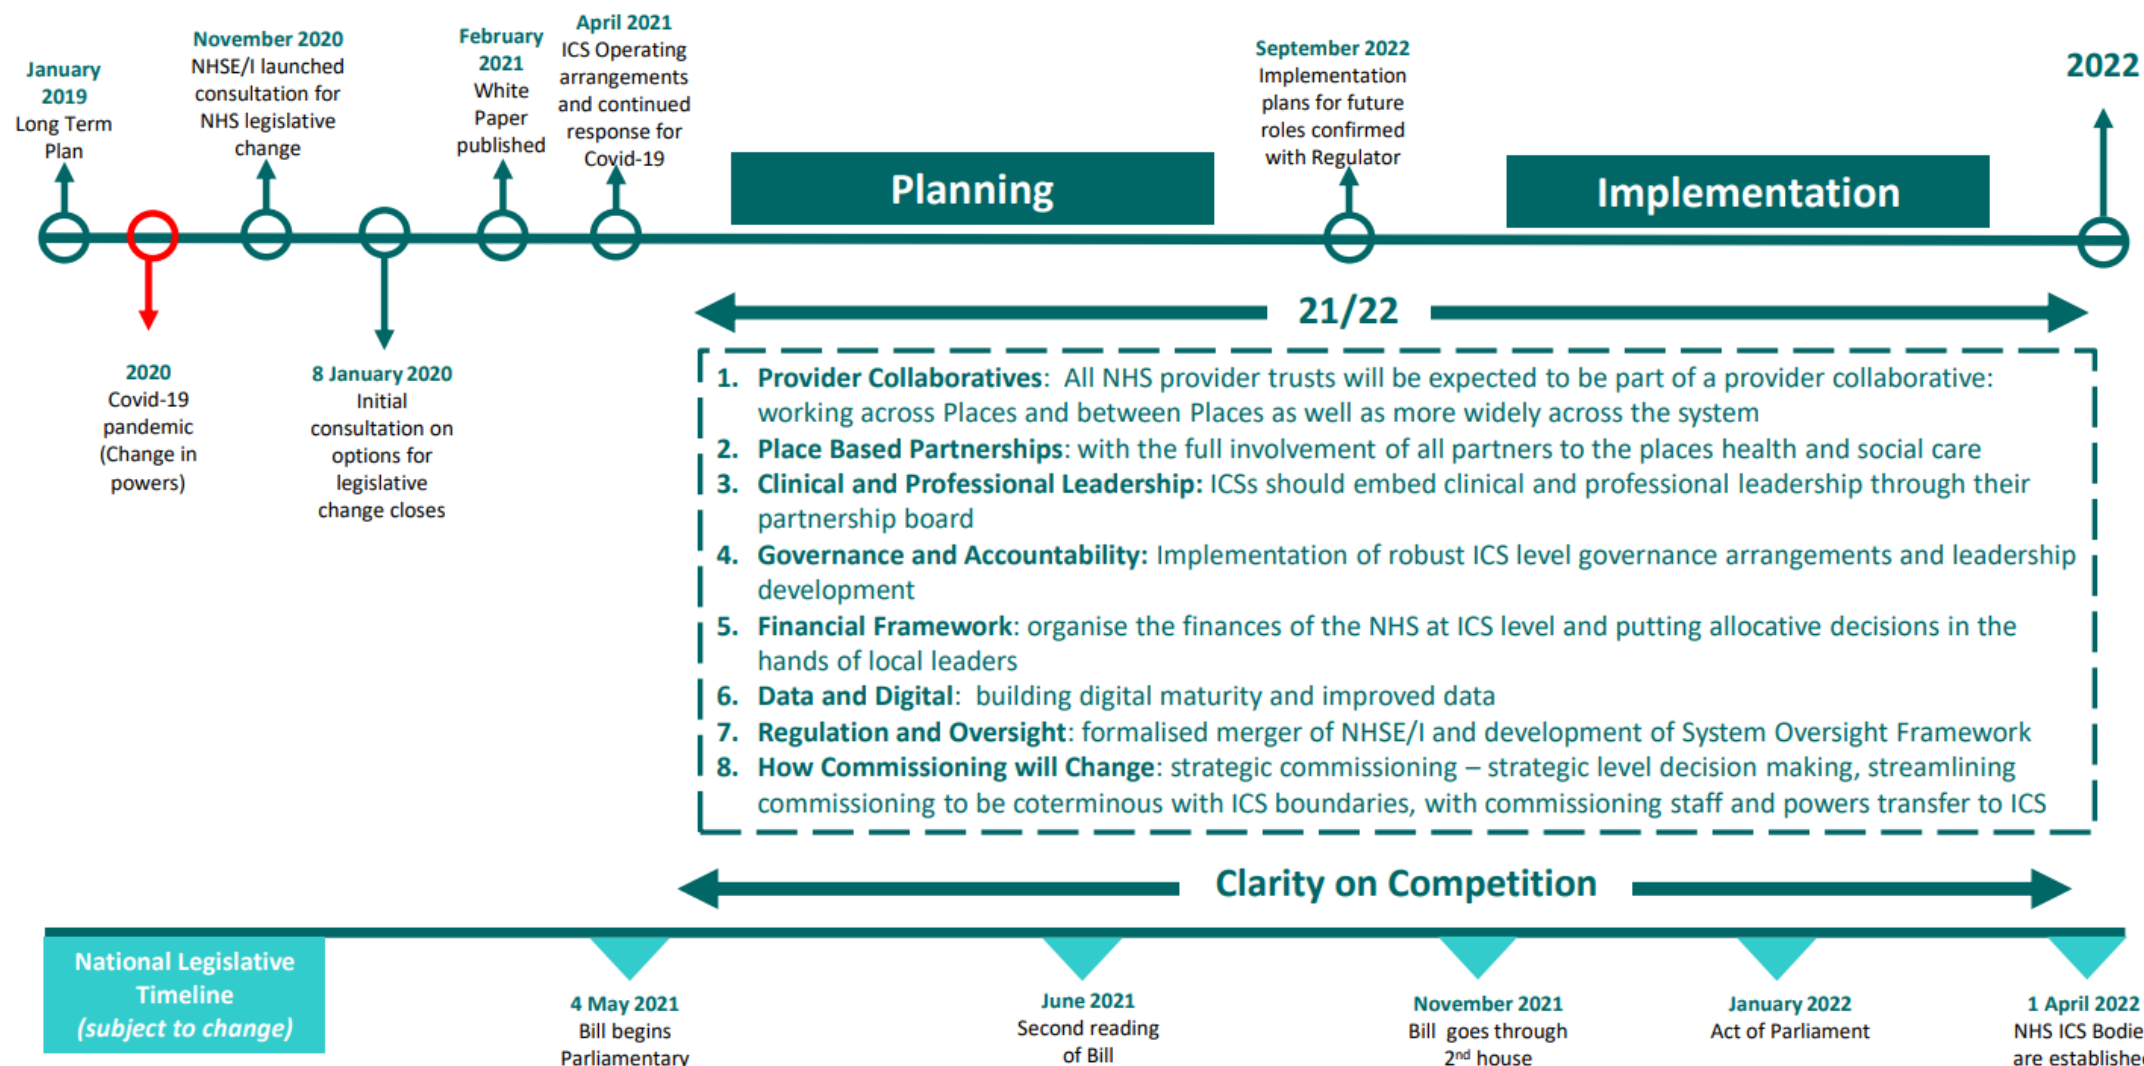 January
2019
Long Term
Plan
November 2020
NHSE/I launched
consultation for
NHS legislative
change
February
2021
White
Paper
published
April 2021
ICS Operating
arrangements
and continued
response for
Covid-19
September 2022
Implementation
plans for future
roles confirmed
with Regulator
2022
Planning
Implementation
2020
Covid-19
pandemic
(Change in
powers)
8 January 2020
Initial
consultation on
options for
legislative
change closes
21/22
1. Provider Collaboratives: All NHS provider trusts will be expected to be part of a provider collaborative:
working across Places and between Places as well as more widely across the system
2. Place Based Partnerships: with the full involvement of all partners to the places health and social care
3. Clinical and Professional Leadership: ICSs should embed clinical and professional leadership through their
partnership board
4. Governance and Accountability: Implementation of robust ICS level governance arrangements and leadership
development
5. Financial Framework: organise the finances of the NHS at ICS level and putting allocative decisions in the
hands of local leaders
6. Data and Digital: building digital maturity and improved data
7. Regulation and Oversight: formalised merger of NHSE/I and development of System Oversight Framework
8. How Commissioning will Change: strategic commissioning – strategic level decision making, streamlining
commissioning to be coterminous with ICS boundaries, with commissioning staff and powers transfer to ICS
Clarity on Competition
National Legislative
Timeline
(subject to change)
4 May 2021
Bill begins
Parliamentary
June 2021
Second reading
of Bill
November 2021
Bill goes through
2nd house
January 2022
Act of Parliament
1 April 2022
NHS ICS Bodie
are establishe